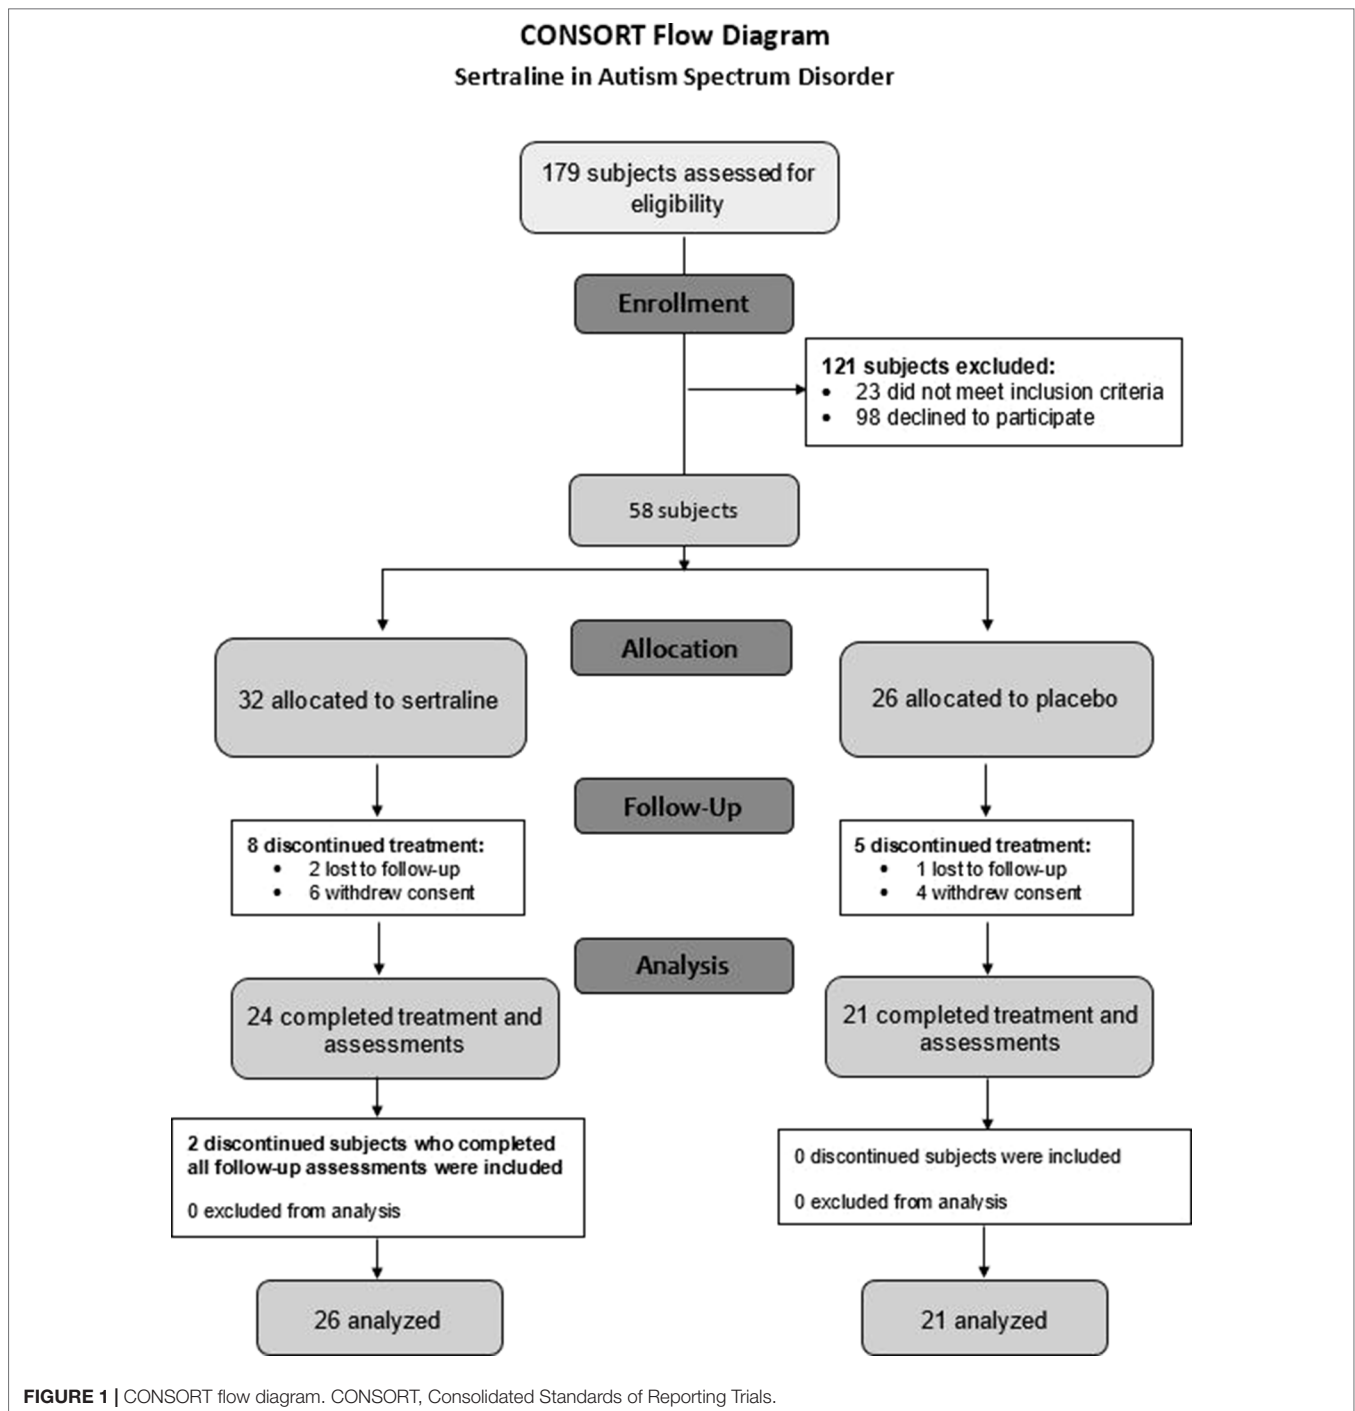 CONSORT Flow Diagram
Sertraline in Autism Spectrum Disorder
179 subjects assessed for
eligibility
Enrollment
121 subjects excluded:
• 23 did not meet inclusion criteria
• 98 declined to participate
58 subjects
Allocation
32 allocated to sertraline
26 allocated to placebo
Follow-Up
8 discontinued treatment:
• 2 lost to follow-up
• 6 withdrew consent
5 discontinued treatment:
• 1 lost to follow-up
• 4 withdrew consent
Analysis
24 completed treatment and
assessments
21 completed treatment and
assessments
2 discontinued subjects who completed
all follow-up assessments were included
0 excluded from analysis
0 discontinued subjects were included
0 excluded from analysis
26 analyzed
21 analyzed
FIGURE 1 | CONSORT flow diagram. CONSORT, Consolidated Standards of Reporting Trials.